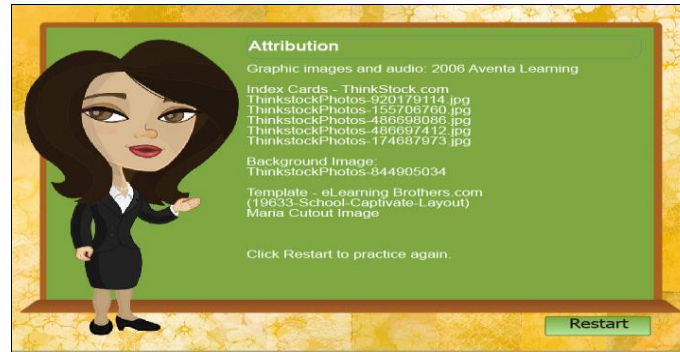 Attribution
Graphic images and audio: 2006 Aventa Learning
Index Cards - ThinkStock.com
ThinkstockPhotos-920179114.jpg
ThinkstockPhotos-155706760.jpg
ThinkstockPhotos-486698086.jpg
ThinkstockPhotos-486697412.jpg
ThinkstockPhotos-174687973.jpg
Background Image:
ThinkstockPhotos-844905034
Template - eLearning Brothers.com
(19633-School-Captivate-Layout)
Maria Cutout Image
Click Restart to practice again.
Restart